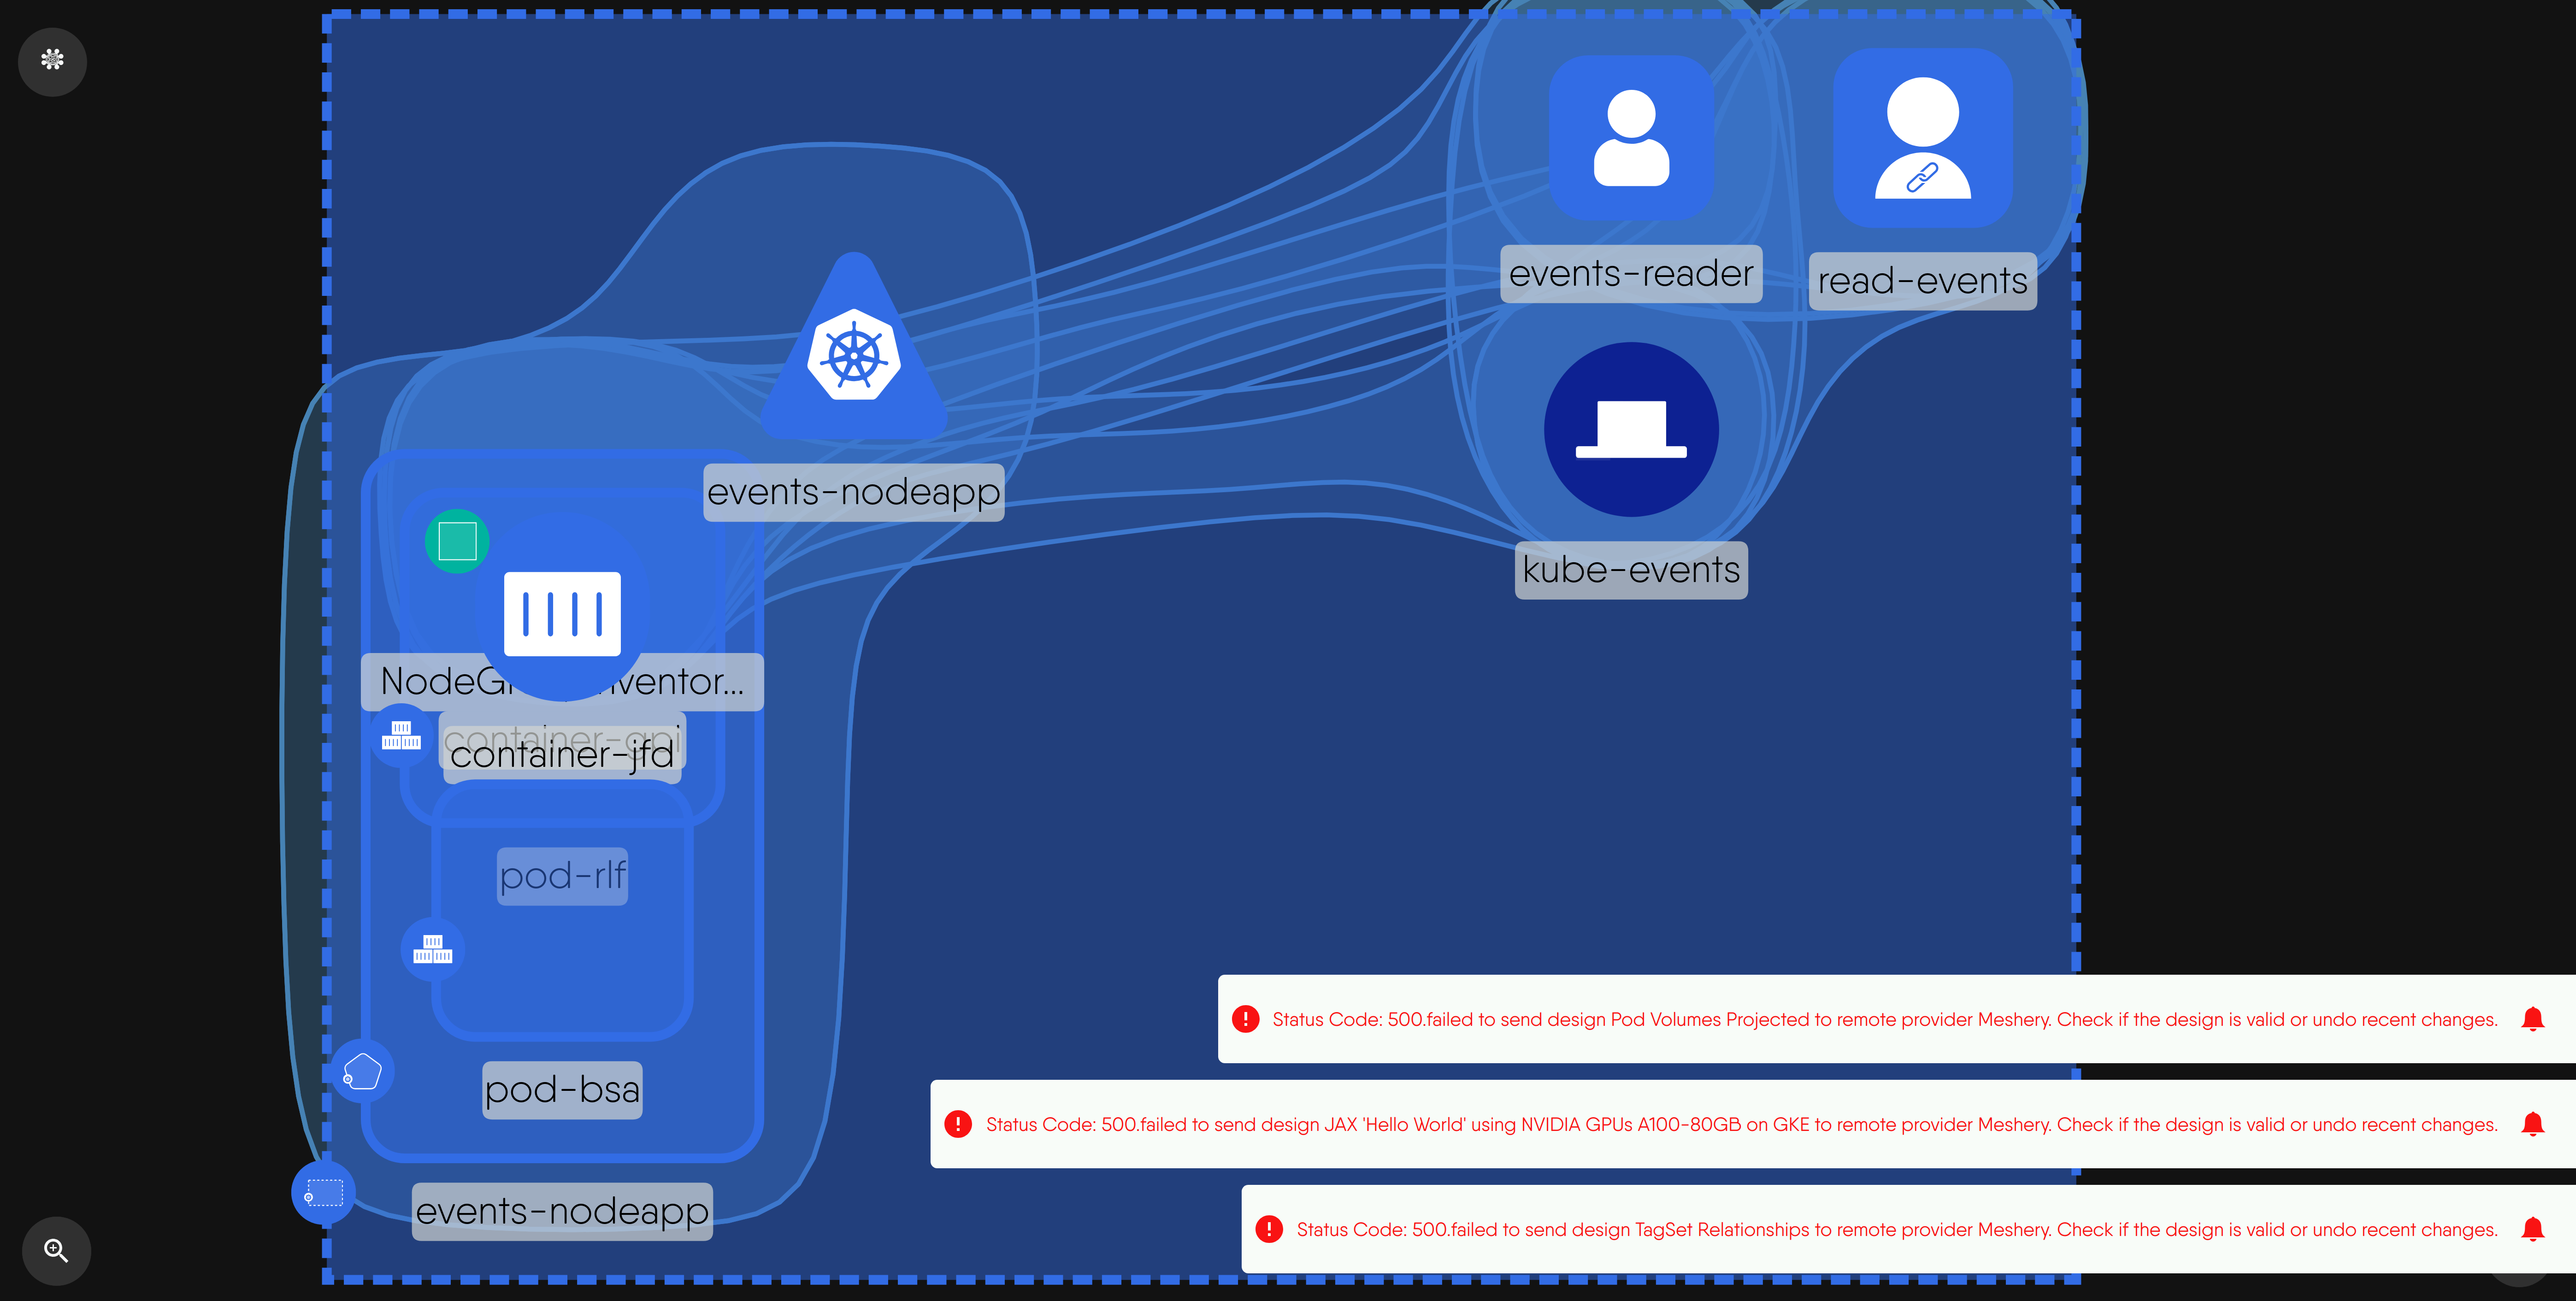 events-reader
read-events
events-nodeapp
kube-events
container-gpi
container-jfd
pod-rlf
pod-bsa
events-nodeapp
Status Code: 500.failed to send design Pod Volumes Projected to remote provider Meshery. Check if the design is valid or undo recent changes.
Status Code: 500.failed to send design JAX 'Hello World' using NVIDIA GPUs A100-80GB on GKE to remote provider Meshery. Check if the design is valid or undo recent changes.
Status Code: 500.failed to send design TagSet Relationships to remote provider Meshery. Check if the design is valid or undo recent changes.